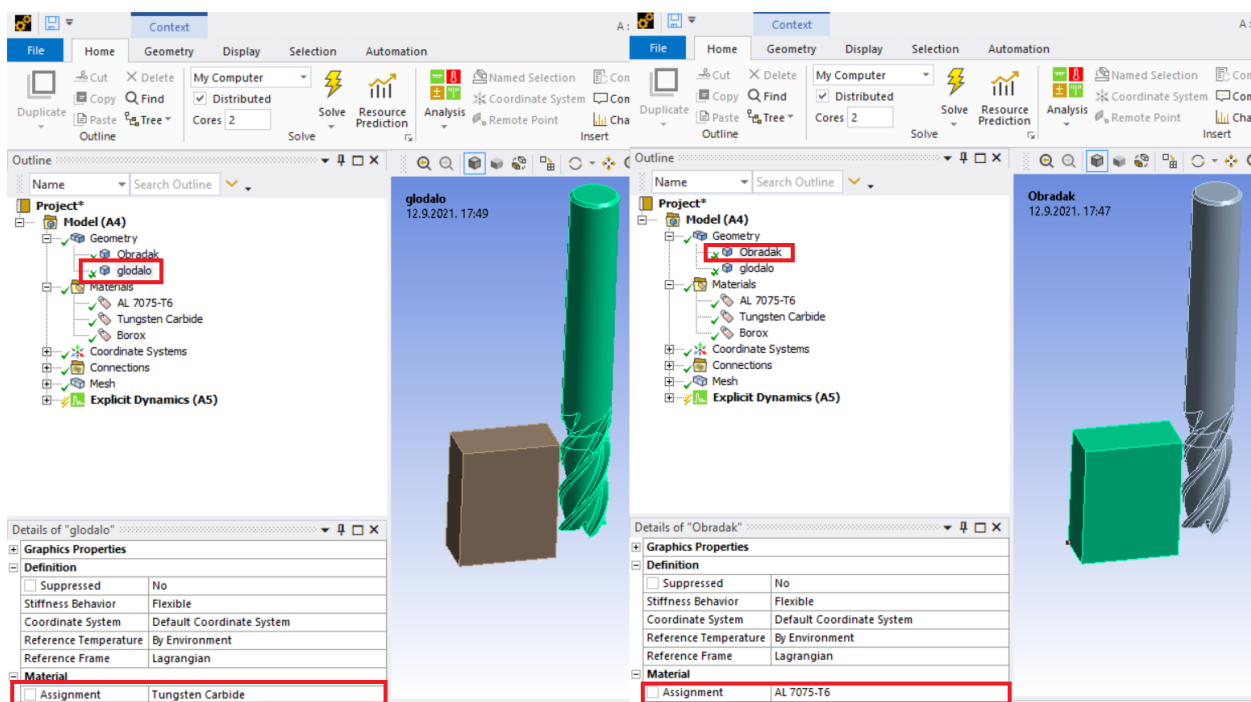 Context
A :
File Home Geometry Display Selection Automation
Duplicate
Cut
Copy
Paste
Delete
Find
Tree
Outline
My Computer
Distributed
Cores 2
Solve
Resource Prediction
Solve
Analysis
Named Selection
Coordinate System
Remote Point
Com
Com
Cha
Insert
Outline
Name Search Outline
Project*
Model (A4)
Geometry
Obradak
glodalo
Materials
AL 7075-T6
Tungsten Carbide
Borox
Coordinate Systems
Connections
Mesh
Explicit Dynamics (A5)
glodalo
12.9.2021. 17:49
Details of "glodalo"
Graphics Properties
Definition
Suppressed No
Stiffness Behavior Flexible
Coordinate System Default Coordinate System
Reference Temperature By Environment
Reference Frame Lagrangian
Material
Assignment Tungsten Carbide
Context
A :
File Home Geometry Display Selection Automation
Duplicate
Cut
Copy
Paste
Delete
Find
Tree
Outline
My Computer
Distributed
Cores 2
Solve
Resource Prediction
Solve
Analysis
Named Selection
Coordinate System
Remote Point
Com
Com
Cha
Insert
Outline
Name Search Outline
Project*
Model (A4)
Geometry
Obradak
glodalo
Materials
AL 7075-T6
Tungsten Carbide
Borox
Coordinate Systems
Connections
Mesh
Explicit Dynamics (A5)
Obradak
12.9.2021. 17:47
Details of "Obradak"
Graphics Properties
Definition
Suppressed No
Stiffness Behavior Flexible
Coordinate System Default Coordinate System
Reference Temperature By Environment
Reference Frame Lagrangian
Material
Assignment AL 7075-T6